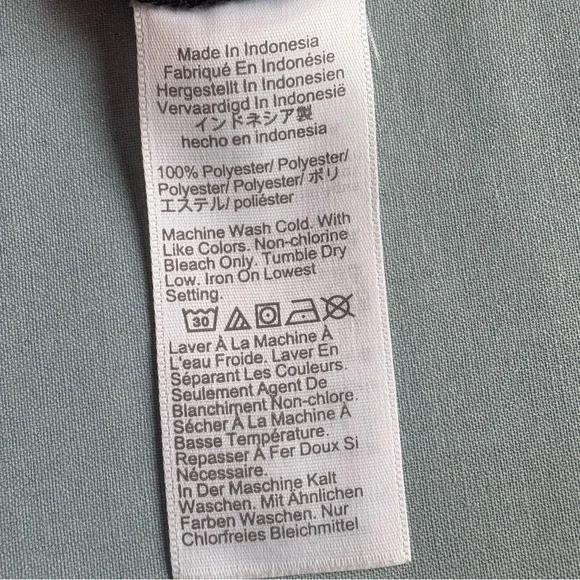 Made In Indonesia
Fabriqué En Indonésie
Hergestellt In Indonesien
Vervaardigd In Indonesië
インドネシア製
hecho en indonesia
100% Polyester/ Polyester/
Polyester/ Polyester/ ポリ
エステル/ poliéster
Machine Wash Cold. With
Like Colors. Non-chlorine
Bleach Only. Tumble Dry
Low. Iron On Lowest
Setting.
30
Laver À La Machine À
L'eau Froide. Laver En
Séparant Les Couleurs.
Seulement Agent De
Blanchiment Non-chlore.
Sécher À La Machine À
Basse Température.
Repasser À Fer Doux Si
Nécessaire.
In Der Maschine Kalt
Waschen. Mit Ähnlichen
Farben Waschen. Nur
Chlorfreies Bleichmittel